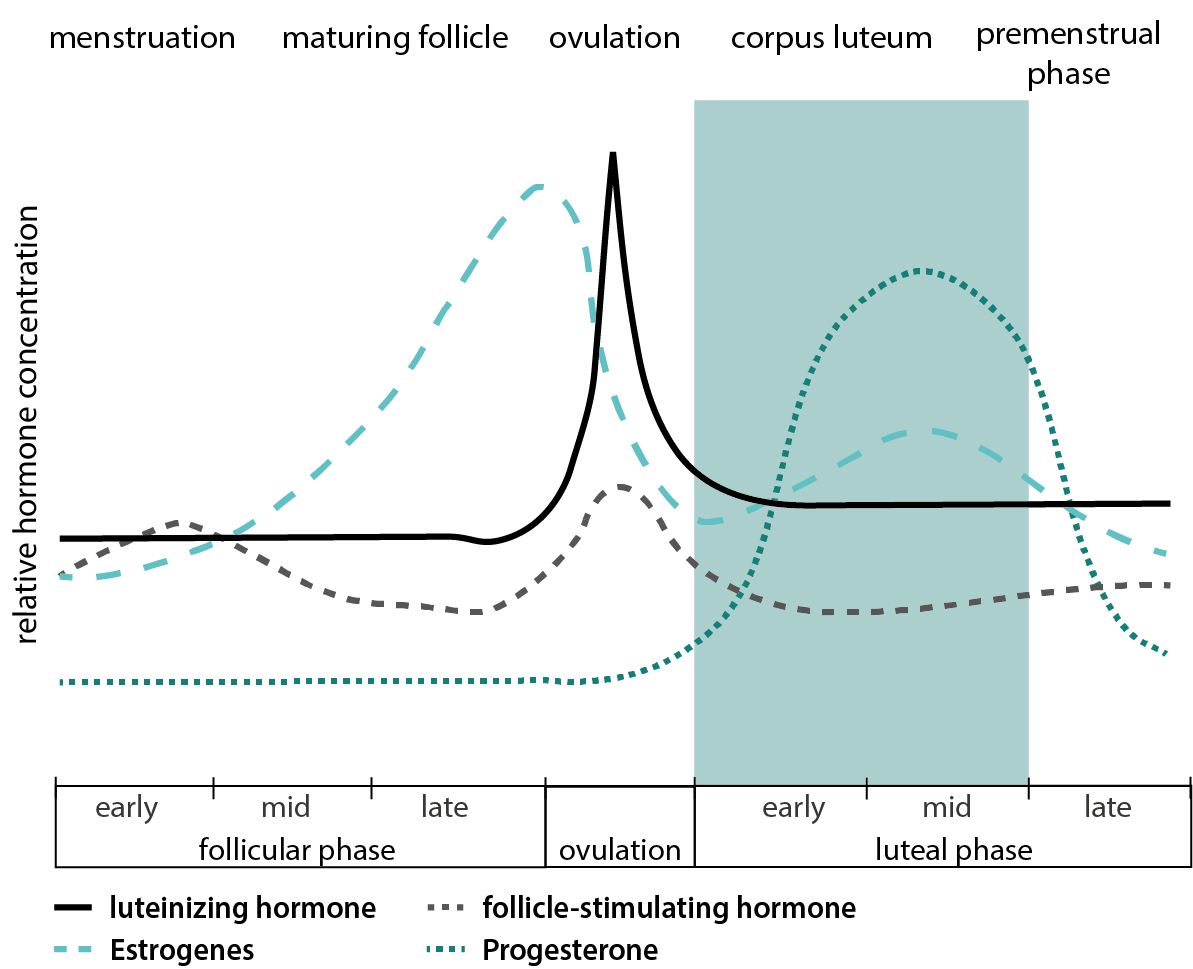 menstruation
maturing follicle
ovulation
corpus luteum
premenstrual
phase
relative hormone concentration
early
mid
late
early
mid
late
follicular phase
ovulation
luteal phase
luteinizing hormone
follicle-stimulating hormone
Estrogenes
Progesterone